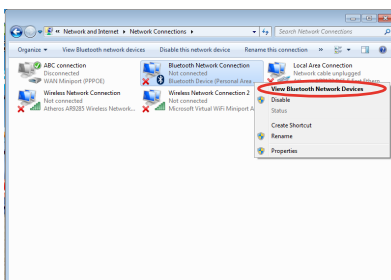 Network and Internet ▸ Network Connections ▸
Search Network Connections
Organize
View Bluetooth network devices
Disable this network device
Rename this connection
»
ABC connection
Disconnected
WAN Miniport (PPPOE)
Bluetooth Network Connection
Not connected
Bluetooth Device (Personal Area ...
Local Area Connection
Network cable unplugged
Wireless Network Connection
Not connected
Atheros AR9285 Wireless Network...
Wireless Network Connection 2
Not connected
Microsoft Virtual WiFi Miniport A...
View Bluetooth Network Devices
Disable
Status
Create Shortcut
Rename
Properties